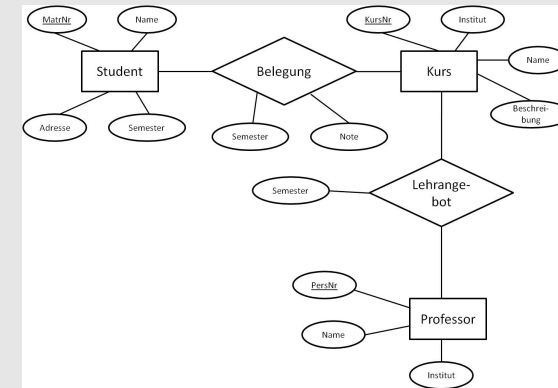 MatrNr
Name
KursNr
Institut
Student
Belegung
Kurs
Name
Adresse
Semester
Semester
Note
Beschrei-
bung
Semester
Lehrange-
bot
PersNr
Name
Professor
Institut